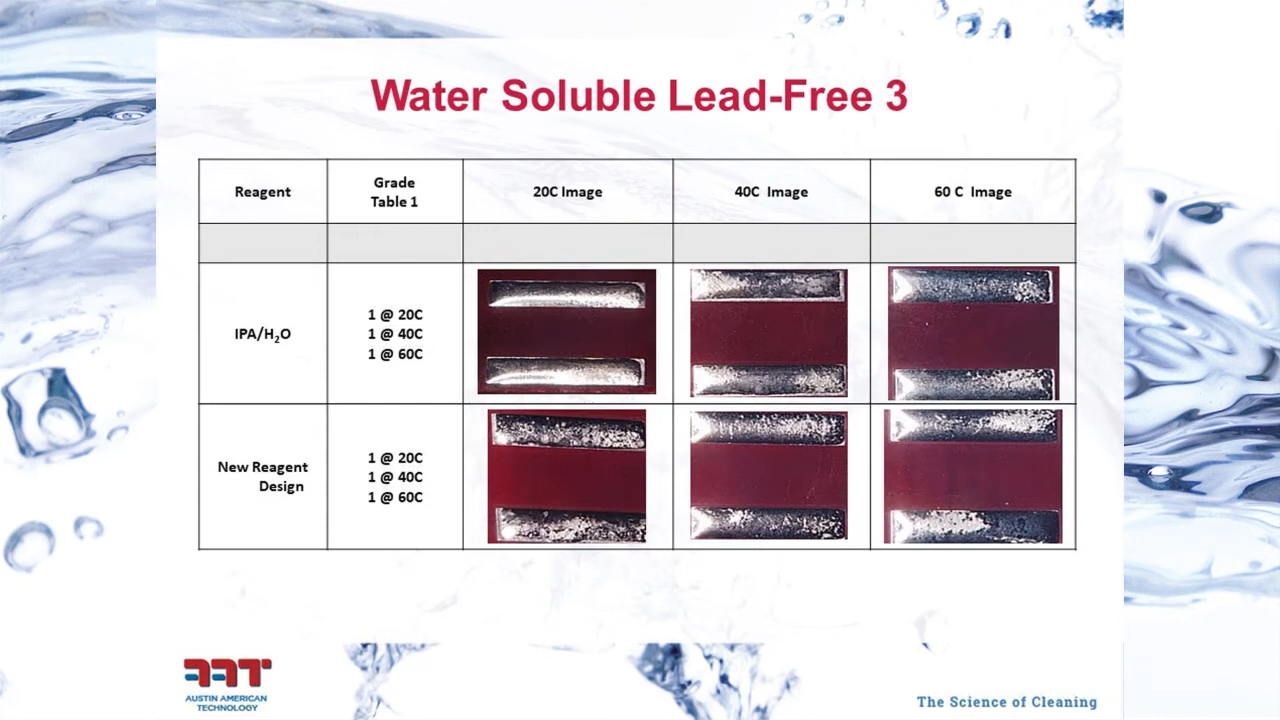 Water Soluble Lead-Free 3
Reagent
Grade
Table 1
20C Image
40C Image
60 C Image
IPA/H₂O
1 @ 20C
1 @ 40C
1 @ 60C
New Reagent
Design
1 @ 20C
1 @ 40C
1 @ 60C
AAT
AUSTIN AMERICAN
TECHNOLOGY
The Science of Cleaning